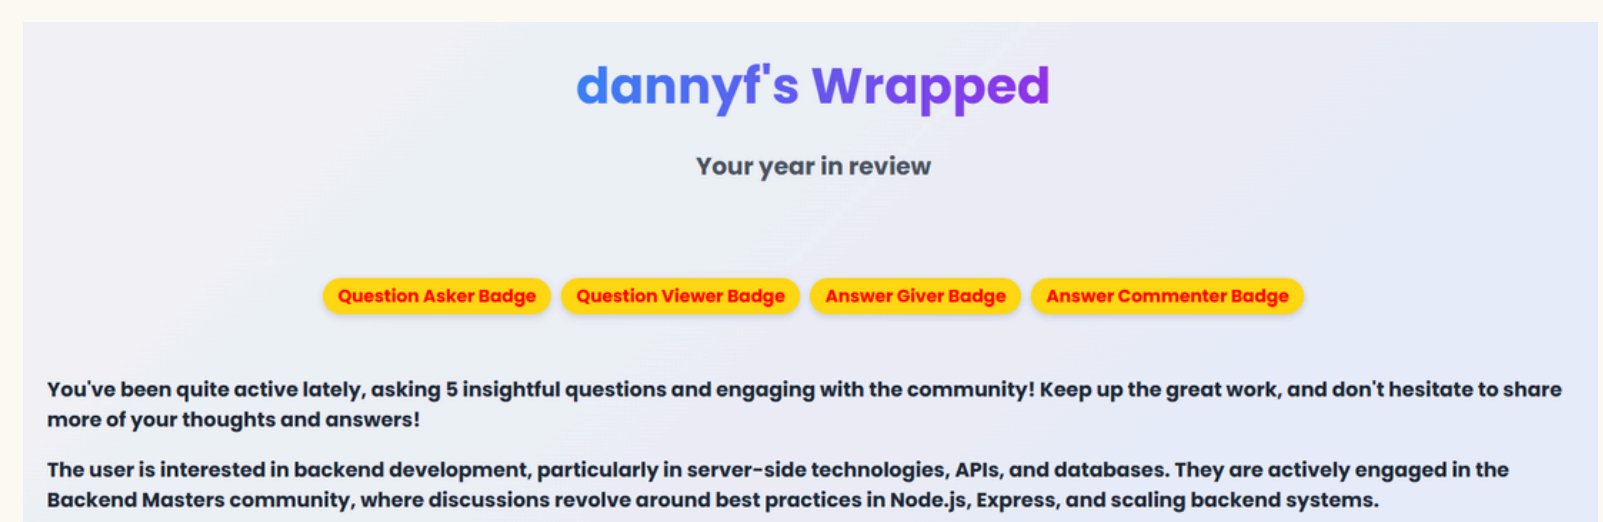 dannyf's Wrapped
Your year in review
Question Asker Badge Question Viewer Badge Answer Giver Badge Answer Commenter Badge
You've been quite active lately, asking 5 insightful questions and engaging with the community! Keep up the great work, and don't hesitate to share
more of your thoughts and answers!
The user is interested in backend development, particularly in server-side technologies, APIs, and databases. They are actively engaged in the
Backend Masters community, where discussions revolve around best practices in Node.js, Express, and scaling backend systems.